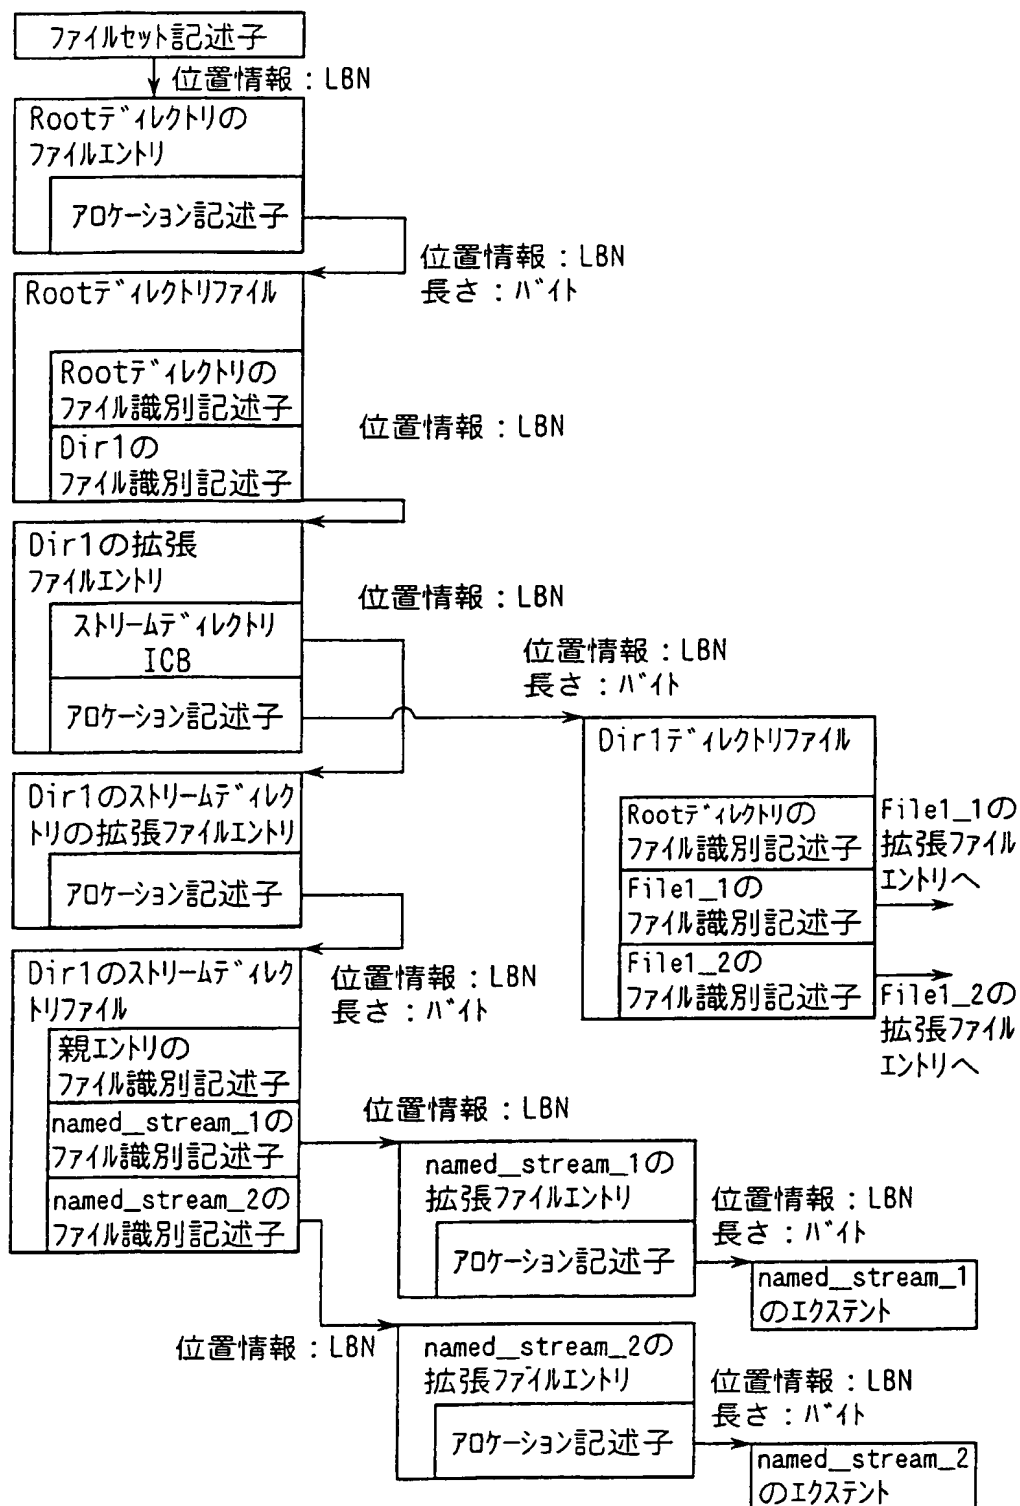 ファイルセット記述子
位置情報：LBN
Rootディレクトリの
ファイルエントリ
アロケーション記述子
位置情報：LBN
長さ：バイト
Rootディレクトリファイル
Rootディレクトリの
ファイル識別記述子
Dir1の
ファイル識別記述子
位置情報：LBN
Dir1の拡張
ファイルエントリ
ストリームディレクトリ
ICB
アロケーション記述子
位置情報：LBN
位置情報：LBN
長さ：バイト
Dir1ディレクトリファイル
Rootディレクトリの
ファイル識別記述子
File1_1の
ファイル識別記述子
File1_2の
ファイル識別記述子
File1_1の
拡張ファイル
エントリへ
File1_2の
拡張ファイル
エントリへ
Dir1のストリームディレク
トリの拡張ファイルエントリ
アロケーション記述子
位置情報：LBN
長さ：バイト
Dir1のストリームディレク
トリファイル
親エントリの
ファイル識別記述子
named_stream_1の
ファイル識別記述子
named_stream_2の
ファイル識別記述子
位置情報：LBN
named_stream_1の
拡張ファイルエントリ
アロケーション記述子
位置情報：LBN
長さ：バイト
named_stream_1
のエクステント
位置情報：LBN
named_stream_2の
拡張ファイルエントリ
アロケーション記述子
位置情報：LBN
長さ：バイト
named_stream_2
のエクステント